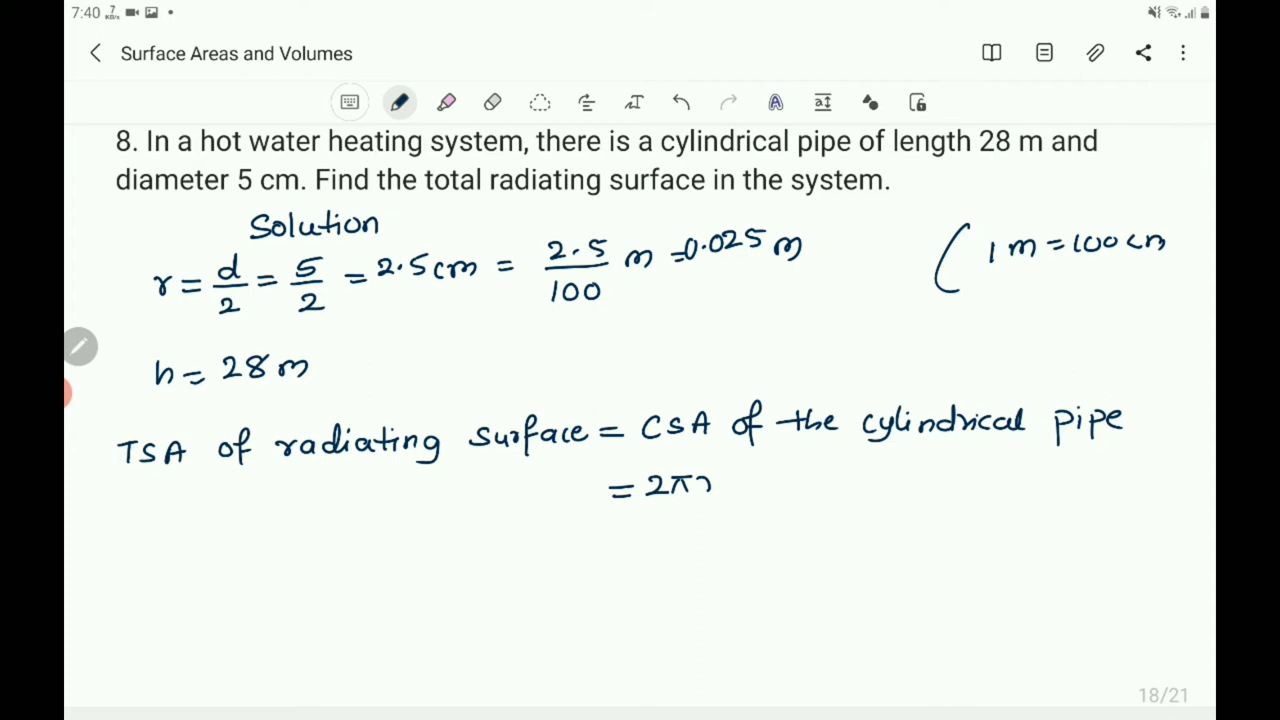 7:40 7 KB/s
Surface Areas and Volumes
8. In a hot water heating system, there is a cylindrical pipe of length 28 m and
diameter 5 cm. Find the total radiating surface in the system.
Solution
r = d/2 = 5/2 = 2.5 cm = 2.5/100 m = 0.025 m ( 1 m = 100 cm
h = 28 m
TSA of radiating surface = CSA of the cylindrical pipe
= 2π
18/21